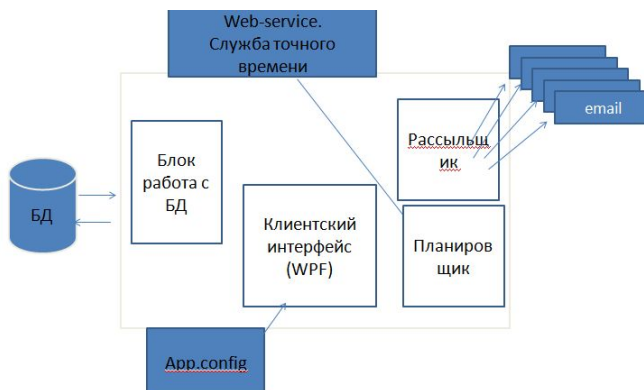 Web-service.
Служба точного
времени
email
Рассыльщ
ик
Блок
работа с
БД
БД
Клиентский
интерфейс
(WPF)
Планиров
щик
App.config